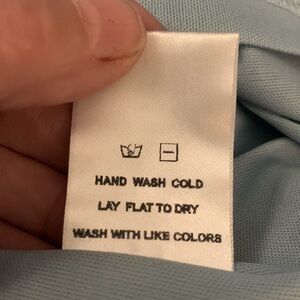 HAND WASH COLD
LAY FLAT TO DRY
WASH WITH LIKE COLORS